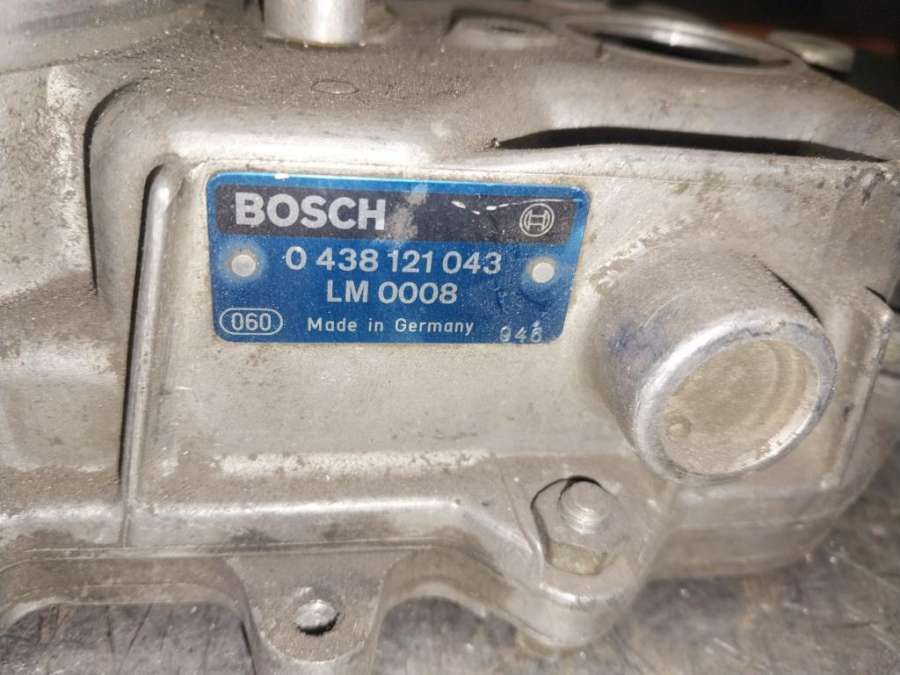 BOSCH
0 438 121 043
LM 0008
060 Made in Germany